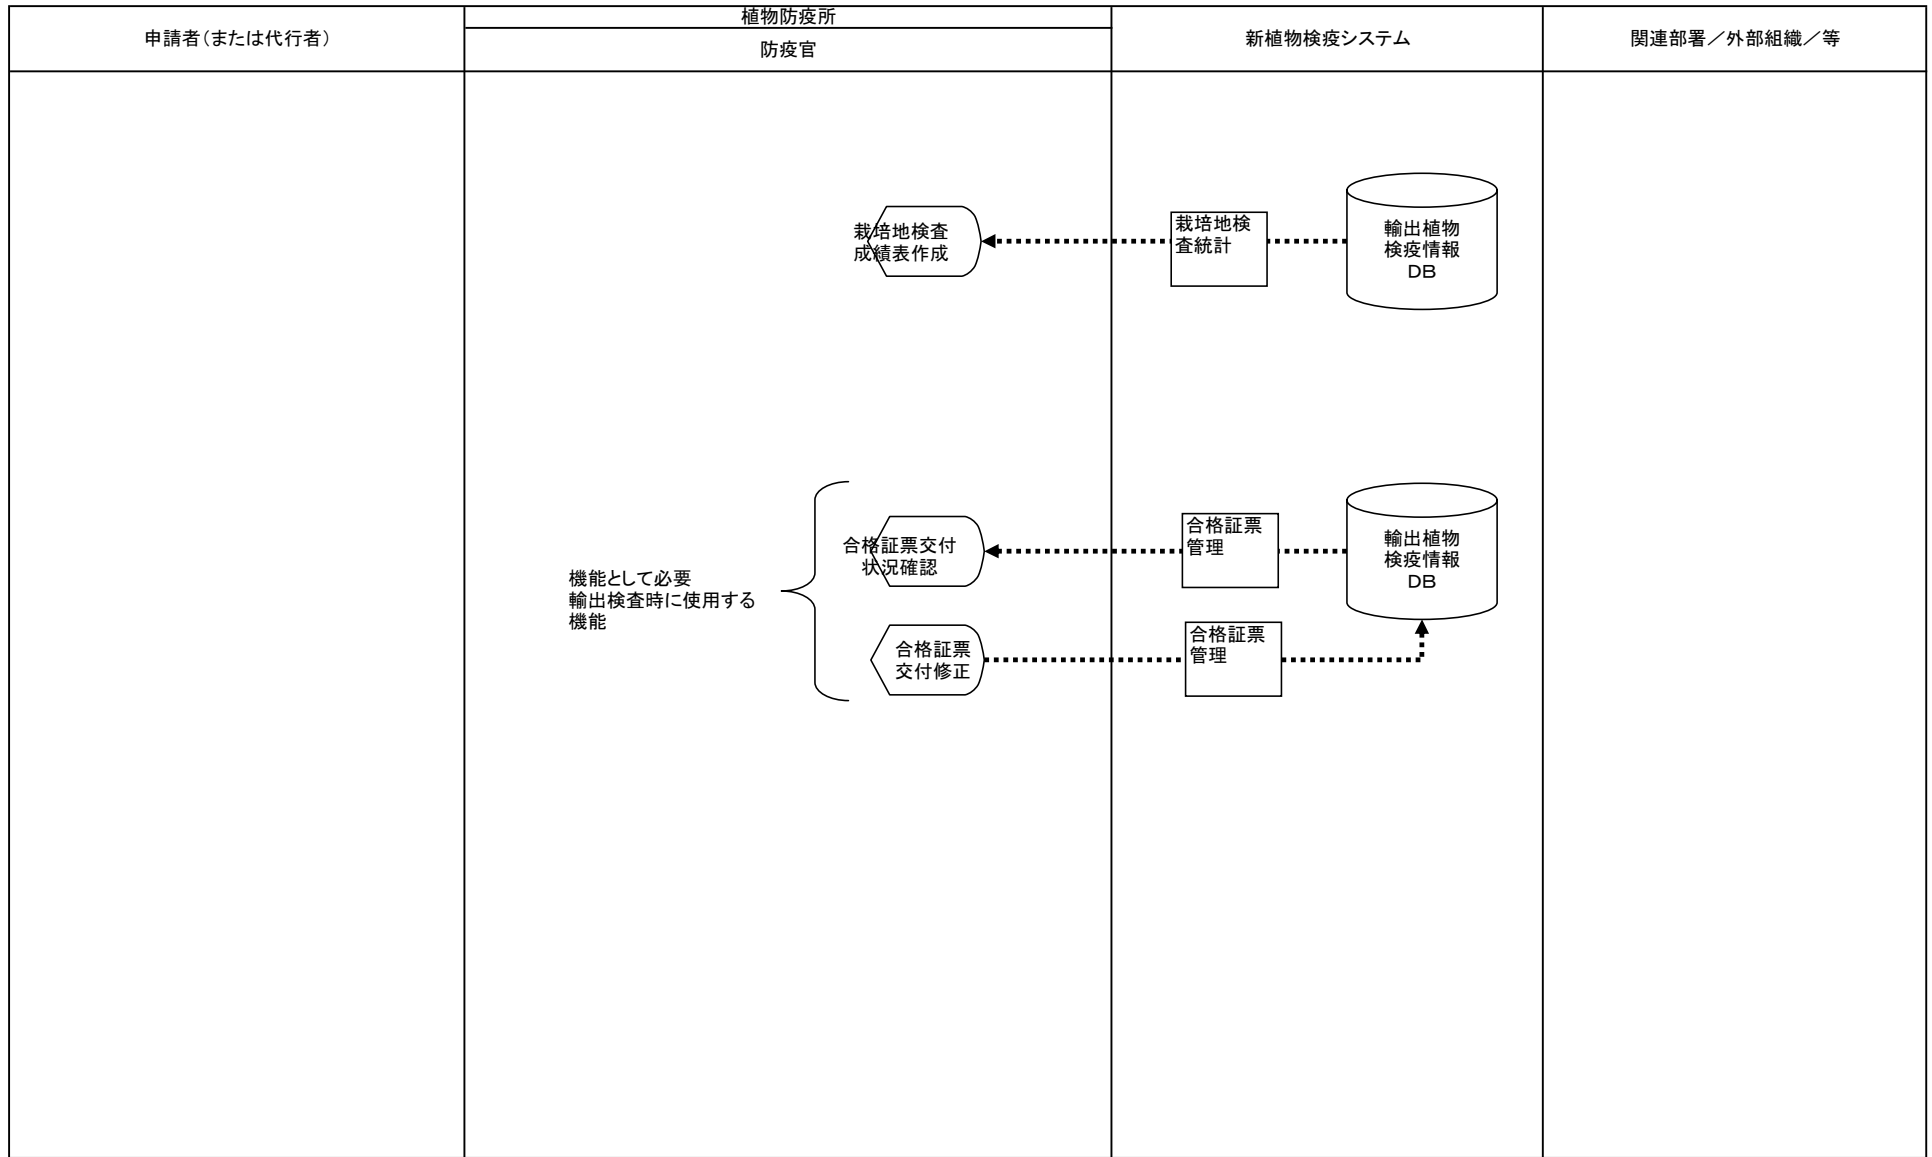 申請者（または代行者）
植物防疫所
防疫官
新植物検疫システム
関連部署／外部組織／等
栽培地検査
成績表作成
栽培地検
査統計
輸出植物
検疫情報
ＤＢ
機能として必要
輸出検査時に使用する
機能
合格証票交付
状況確認
合格証票
管理
輸出植物
検疫情報
ＤＢ
合格証票
交付修正
合格証票
管理